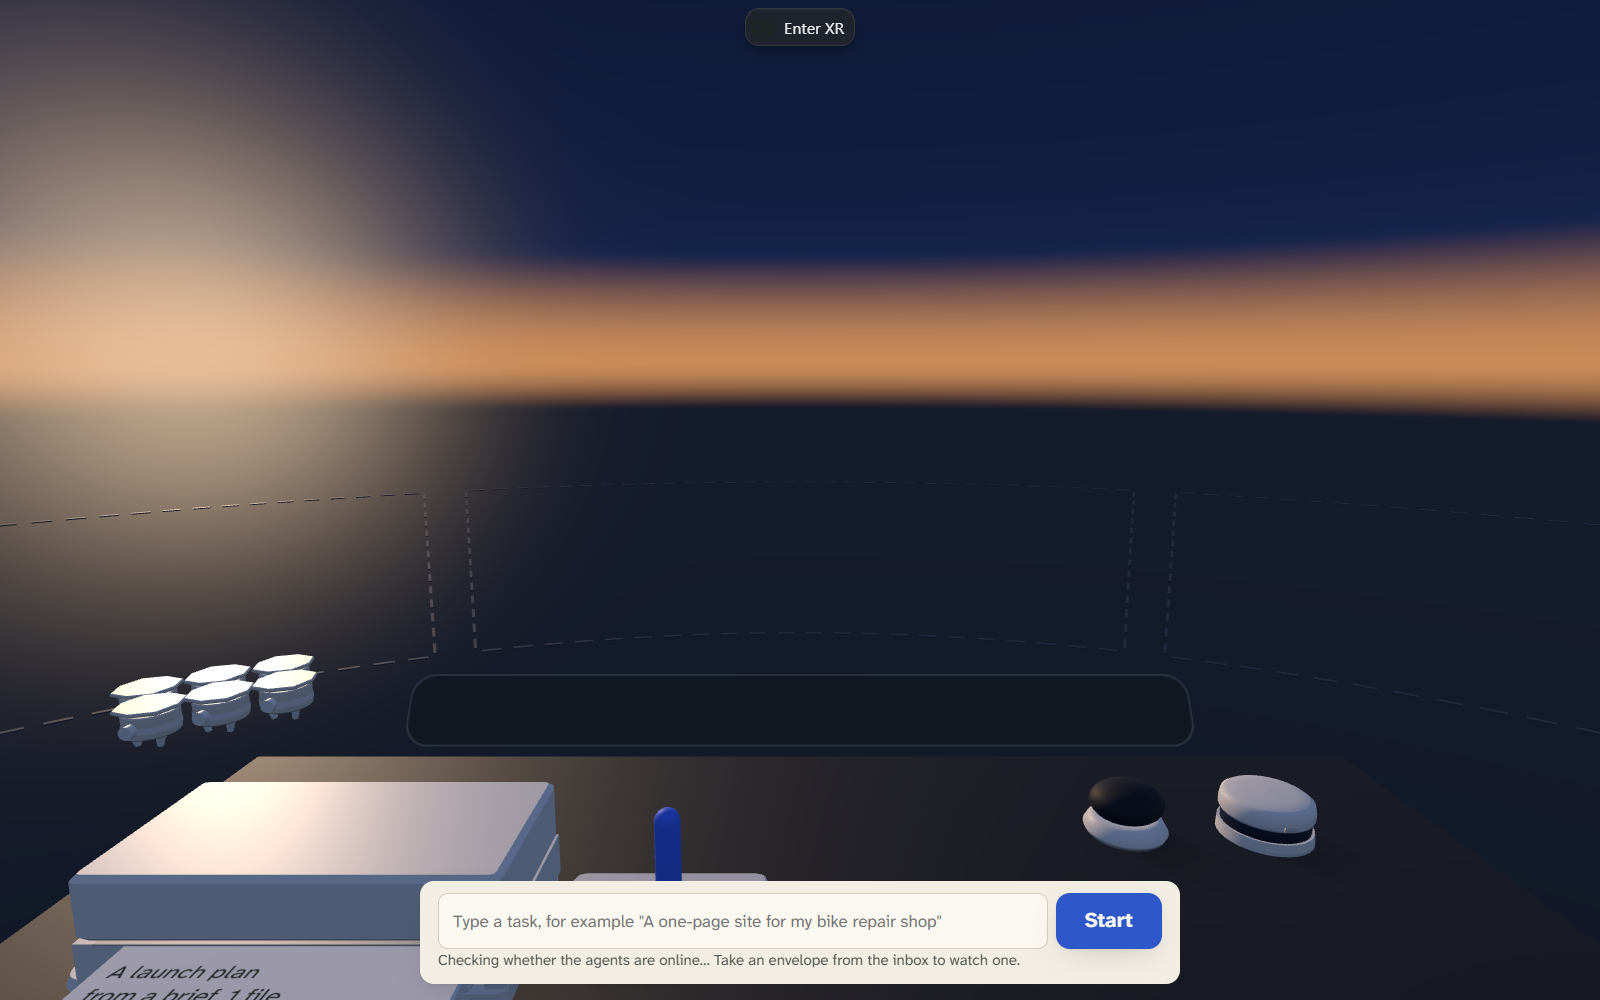 Enter XR
Type a task, for example "A one-page site for my bike repair shop"
Start
Checking whether the agents are online... Take an envelope from the inbox to watch one.
A launch plan
from a brief, 1 file